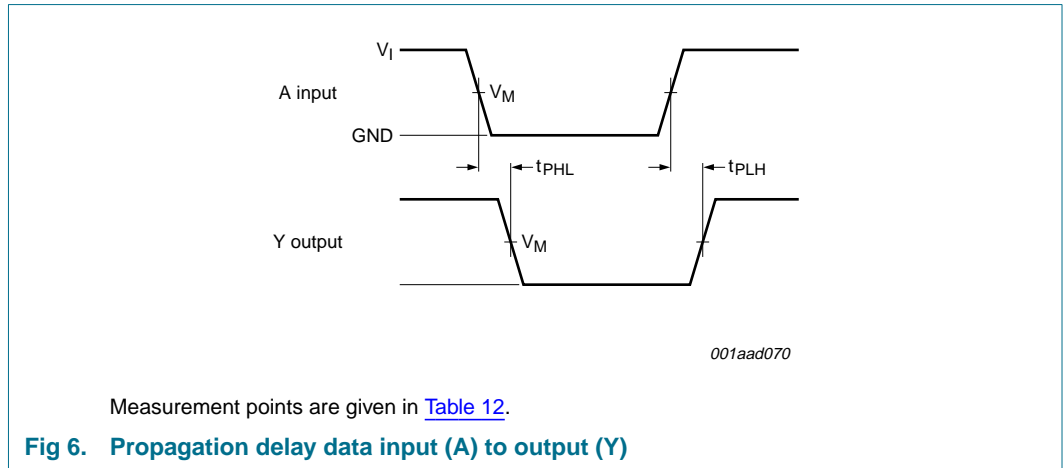 VI
A input
VM
GND
tPHL
tPLH
Y output
VM
001aad070
Measurement points are given in Table 12.
Fig 6. Propagation delay data input (A) to output (Y)